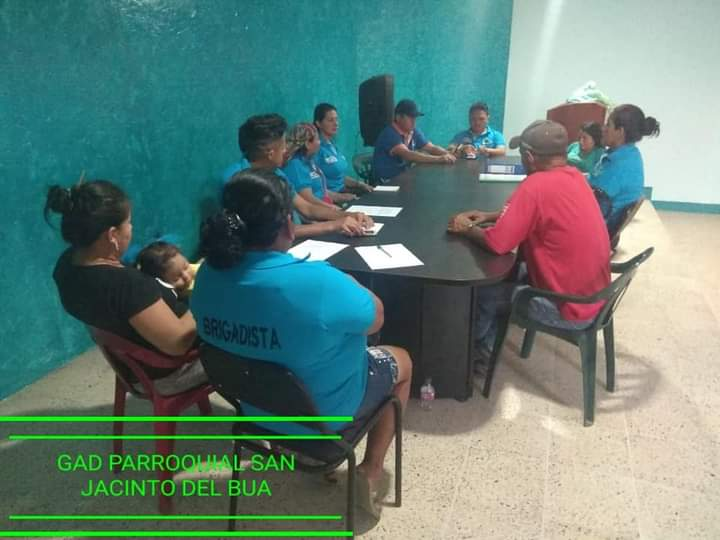 BRIGADISTA
GAD PARROQUIAL SAN
JACINTO DEL BUA